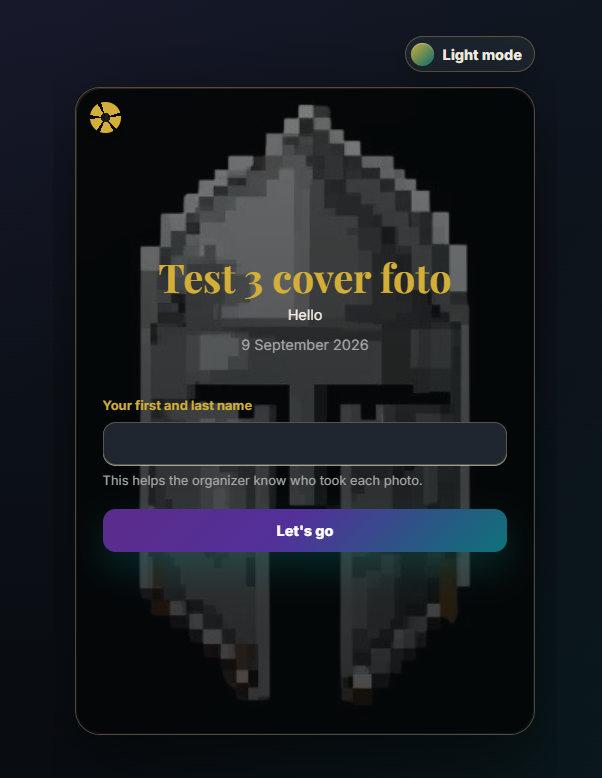 Light mode
Test 3 cover foto
Hello
9 September 2026
Your first and last name
This helps the organizer know who took each photo.
Let's go